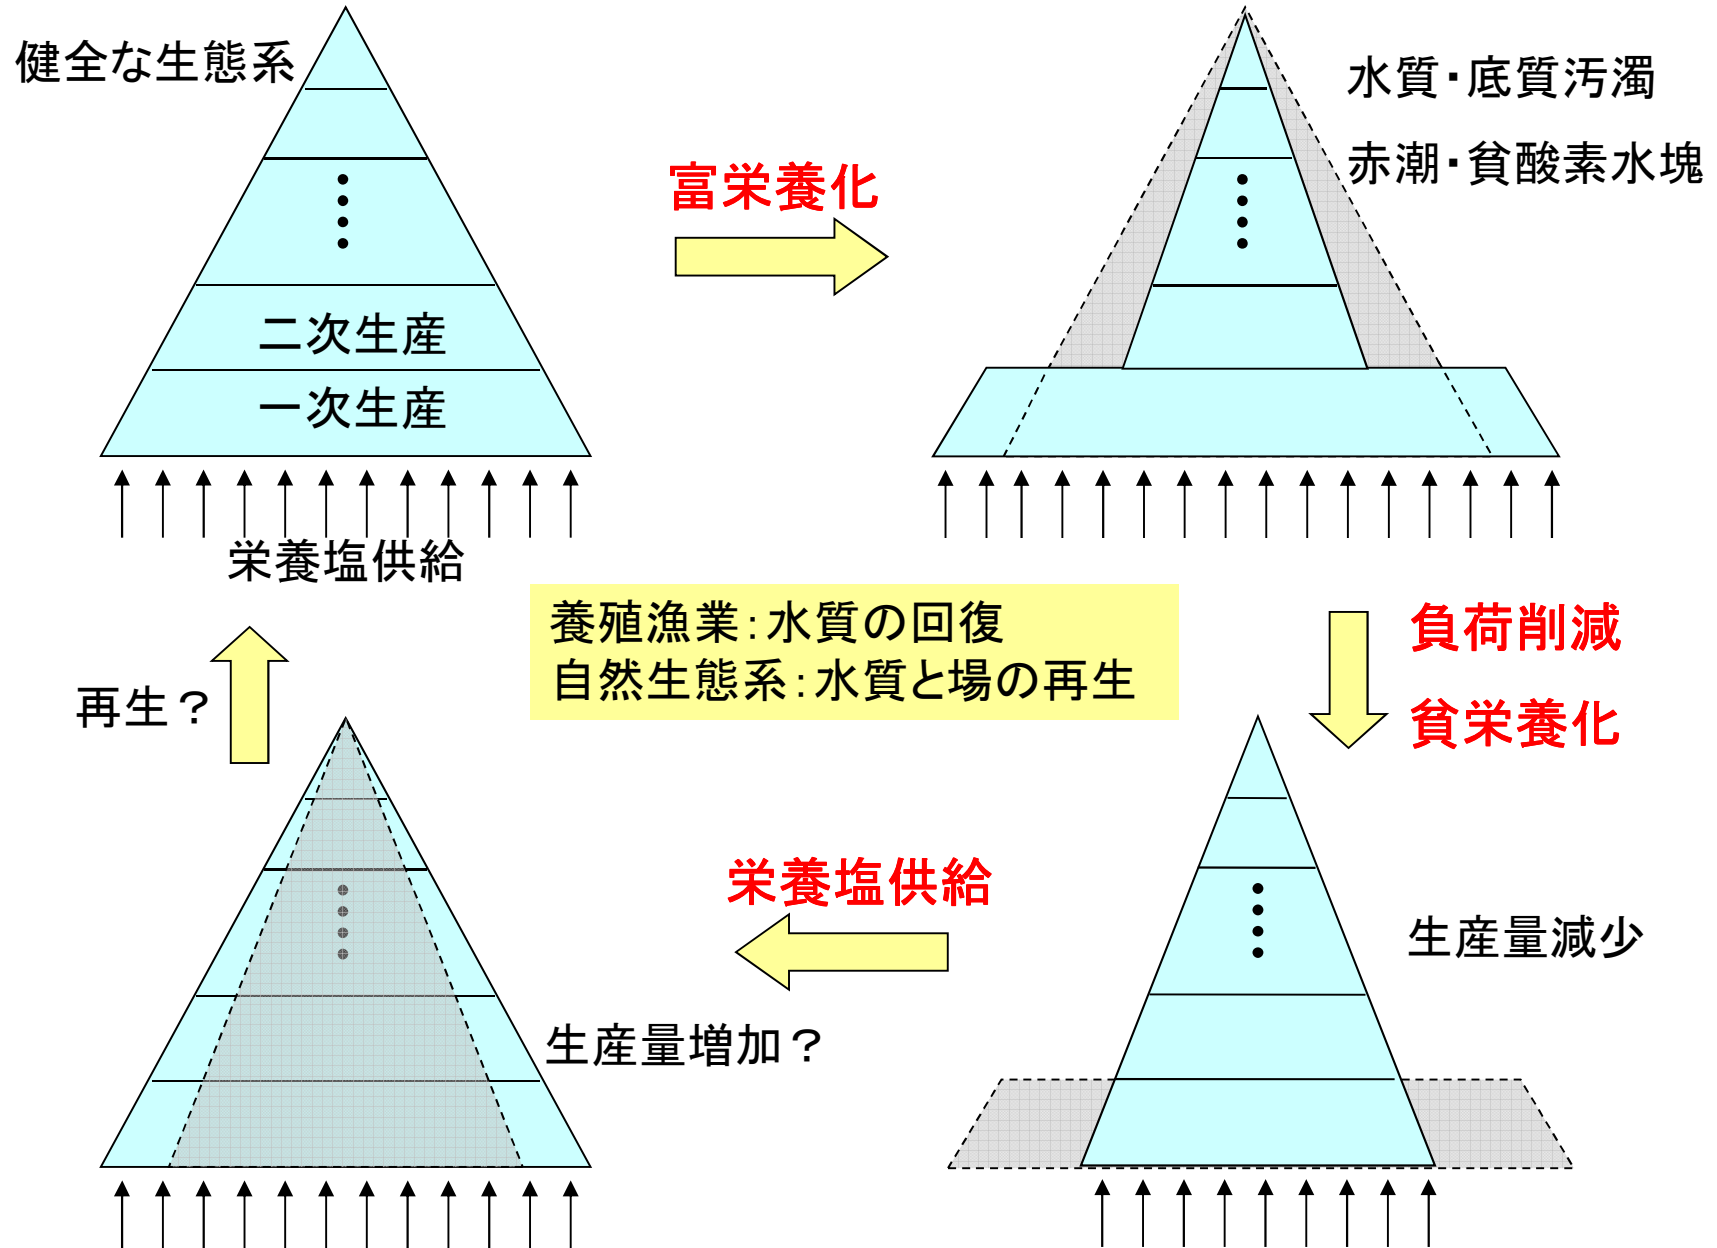 健全な生態系
二次生産
一次生産
栄養塩供給
富栄養化
水質・底質汚濁
赤潮・貧酸素水塊
養殖漁業：水質の回復
自然生態系：水質と場の再生
負荷削減
貧栄養化
生産量減少
栄養塩供給
生産量増加？
再生？